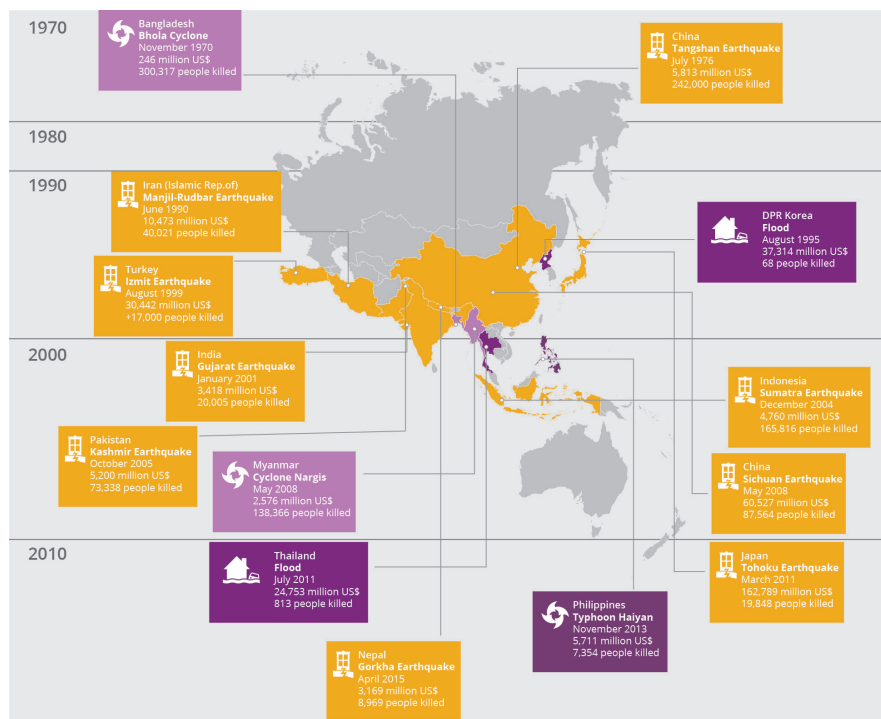 1970
Bangladesh
Bhola Cyclone
November 1970
246 million US$
300,317 people killed
China
Tangshan Earthquake
July 1976
5,813 million US$
242,000 people killed
1980
1990
Iran (Islamic Rep.of)
Manjil-Rudbar Earthquake
June 1990
10,473 million US$
40,021 people killed
DPR Korea
Flood
August 1995
37,314 million US$
68 people killed
Turkey
Izmit Earthquake
August 1999
30,442 million US$
+17,000 people killed
2000
India
Gujarat Earthquake
January 2001
3,418 million US$
20,005 people killed
Indonesia
Sumatra Earthquake
December 2004
4,760 million US$
165,816 people killed
Pakistan
Kashmir Earthquake
October 2005
5,200 million US$
73,338 people killed
Myanmar
Cyclone Nargis
May 2008
2,576 million US$
138,366 people killed
China
Sichuan Earthquake
May 2008
60,527 million US$
87,564 people killed
2010
Thailand
Flood
July 2011
24,753 million US$
813 people killed
Japan
Tohoku Earthquake
March 2011
162,789 million US$
19,848 people killed
Philippines
Typhoon Haiyan
November 2013
5,711 million US$
7,354 people killed
Nepal
Gorkha Earthquake
April 2015
3,169 million US$
8,969 people killed